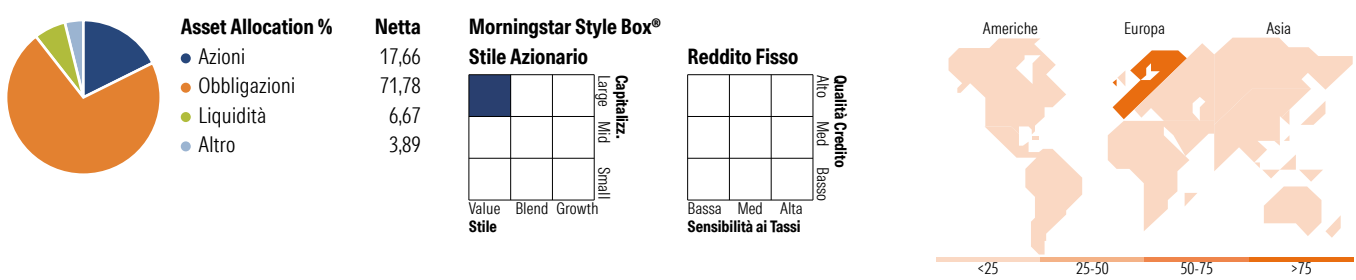 Asset Allocation % Netta
Azioni 17,66
Obbligazioni 71,78
Liquidità 6,67
Altro 3,89
Morningstar Style Box®
Stile Azionario
Large Mid Small
Capitalizz.
Value Blend Growth
Stile
Reddito Fisso
Alto Med Basso
Qualità Credito
Bassa Med Alta
Sensibilità ai Tassi
Americhe Europa Asia
<25 25-50 50-75 >75